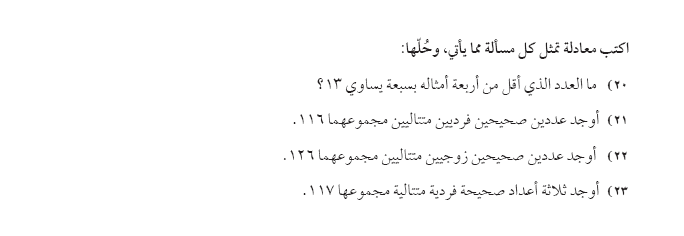 اكتب معادلة تمثل كل مسألة مما يأتي، وحُلّها:
٢٠) ما العدد الذي أقل من أربعة أمثاله بسبعة يساوي ١٣ ؟
٢١) أوجد عددين صحيحين فرديين متتاليين مجموعهما ١١٦.
٢٢) أوجد عددين صحيحين زوجيين متتاليين مجموعهما ١٢٦.
٢٣) أوجد ثلاثة أعداد صحيحة فردية متتالية مجموعها ١١٧.